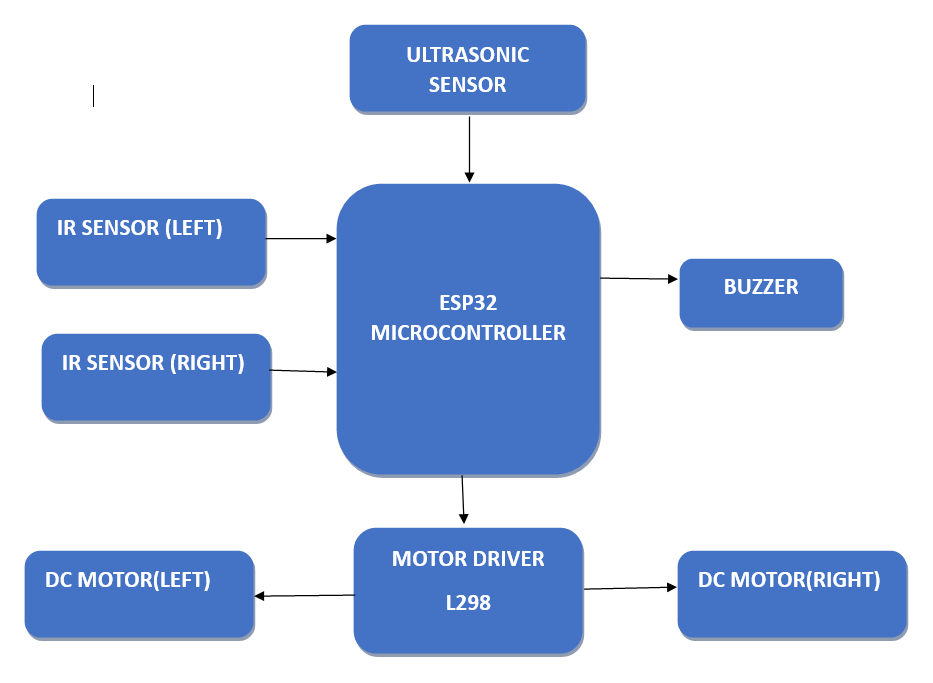 ULTRASONIC
SENSOR
IR SENSOR (LEFT)
ESP32
MICROCONTROLLER
BUZZER
IR SENSOR (RIGHT)
MOTOR DRIVER
L298
DC MOTOR(LEFT)
DC MOTOR(RIGHT)